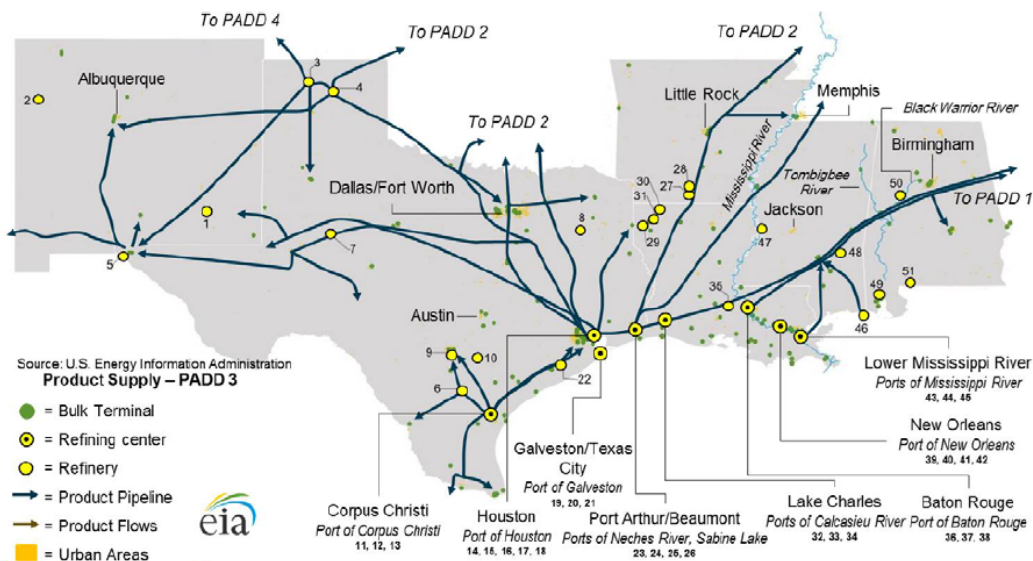 To PADD 4
To PADD 2
To PADD 2
3
4
2
Albuquerque
Little Rock
Memphis
Black Warrior River
To PADD 2
Mississippi River
Birmingham
Tombigbee
River
50
28
27
30
31
Dallas/Fort Worth
To PADD 1
Jackson
1
8
29
47
7
48
5
51
49
35
46
Austin
9
10
6
22
Source: U.S. Energy Information Administration
Product Supply – PADD 3
= Bulk Terminal
= Refining center
= Refinery
= Product Pipeline
= Product Flows
= Urban Areas
eia
Corpus Christi
Port of Corpus Christi
11, 12, 13
Houston
Port of Houston
14, 15, 16, 17, 18
Galveston/Texas
City
Port of Galveston
19, 20, 21
Port Arthur/Beaumont
Ports of Neches River, Sabine Lake
23, 24, 25, 26
Lake Charles
Ports of Calcasieu River
32, 33, 34
Baton Rouge
Port of Baton Rouge
36, 37, 38
New Orleans
Port of New Orleans
39, 40, 41, 42
Lower Mississippi River
Ports of Mississippi River
43, 44, 45